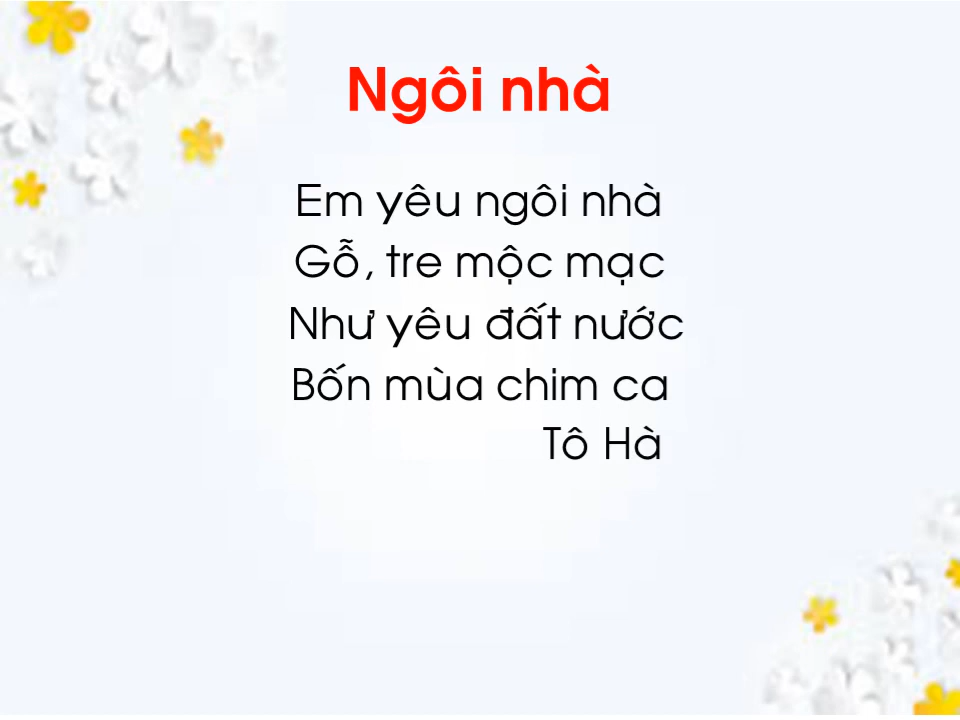 Ngôi nhà
Em yêu ngôi nhà
Gỗ, tre mộc mạc
Như yêu đất nước
Bốn mùa chim ca
Tô Hà